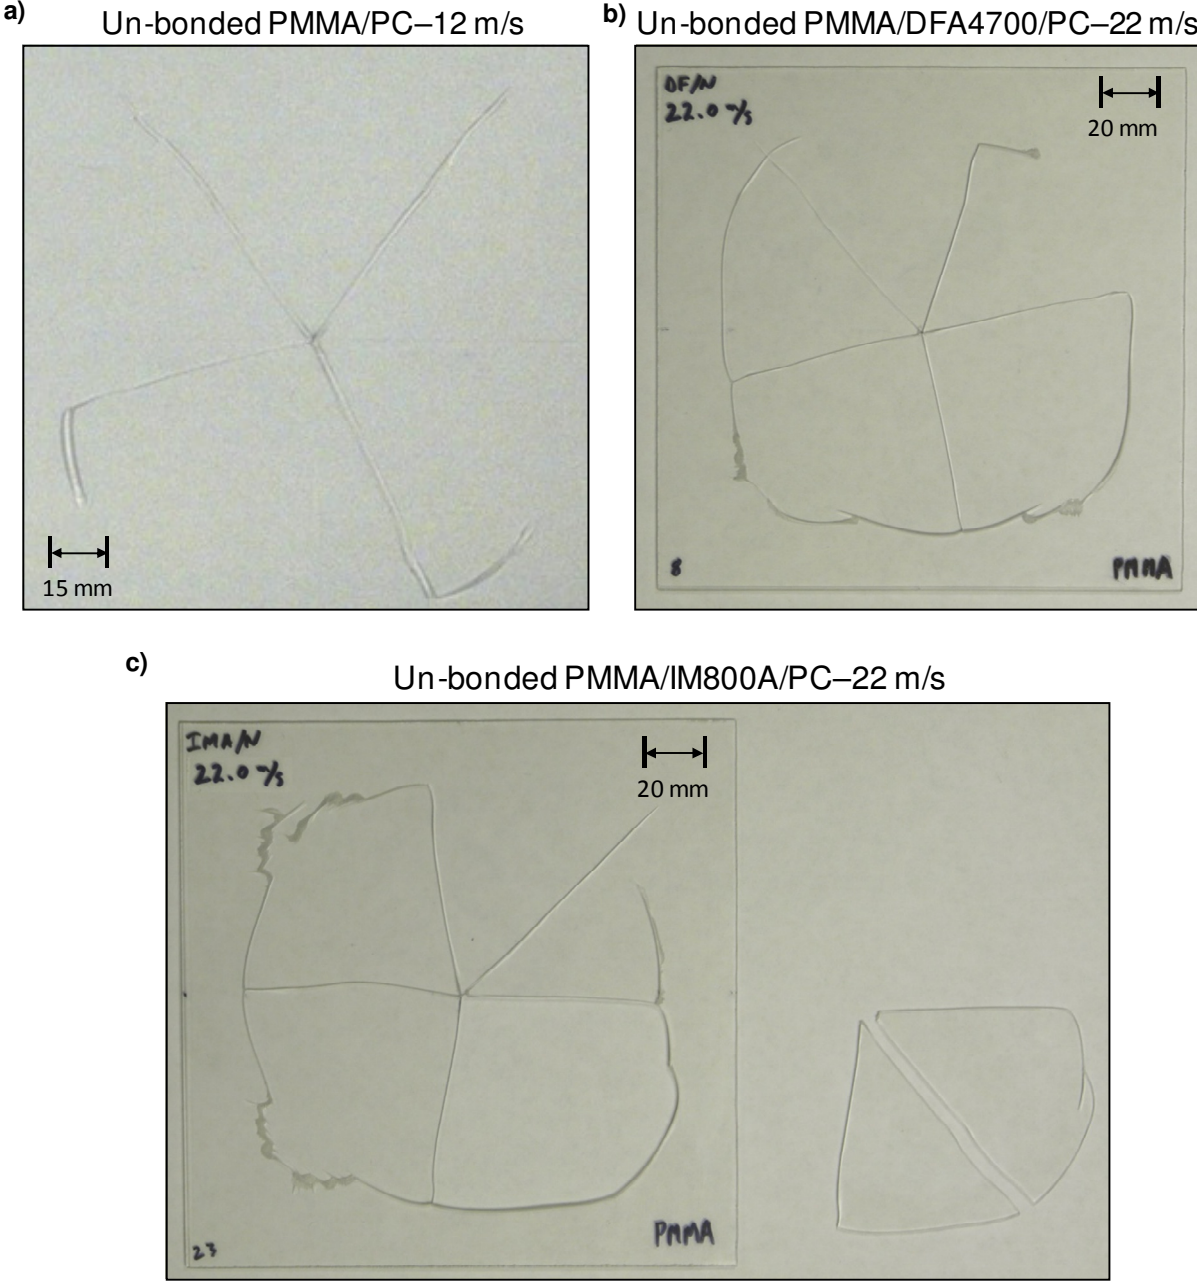 a)
Un-bonded PMMA/PC–12 m/s
15 mm
b)
Un-bonded PMMA/DFA4700/PC–22 m/s
DF/N
22.0 m/s
20 mm
8
PMMA
c)
Un-bonded PMMA/IM800A/PC–22 m/s
IMA/N
22.0 m/s
20 mm
23
PMMA